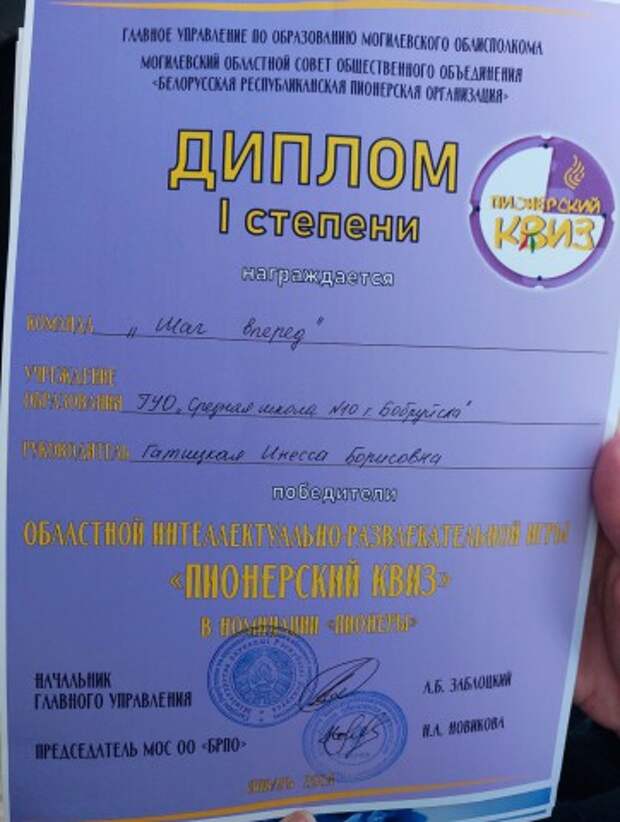 ГЛАВНОЕ УПРАВЛЕНИЕ ПО ОБРАЗОВАНИЮ МОГИЛЕВСКОГО ОБЛИСПОЛКОМА
МОГИЛЕВСКИЙ ОБЛАСТНОЙ СОВЕТ ОБЩЕСТВЕННОГО ОБЪЕДИНЕНИЯ
«БЕЛОРУССКАЯ РЕСПУБЛИКАНСКАЯ ПИОНЕРСКАЯ ОРГАНИЗАЦИЯ»
ДИПЛОМ
I степени
ПИОНЕРСКИЙ
КВИЗ
награждается
КОМАНДА „Шаг вперед"
УЧРЕЖДЕНИЕ
ОБРАЗОВАНИЯ ГУО „Средняя школа №10 г. Бобруйска"
РУКОВОДИТЕЛЬ Гатицкая Инесса Борисовна
победители
ОБЛАСТНОЙ ИНТЕЛЛЕКТУАЛЬНО-РАЗВЛЕКАТЕЛЬНОЙ ИГРЫ
«ПИОНЕРСКИЙ КВИЗ»
В НОМИНАЦИИ «ПИОНЕРЫ»
НАЧАЛЬНИК
ГЛАВНОГО УПРАВЛЕНИЯ А.Б. ЗАБЛОЦКИЙ
ПРЕДСЕДАТЕЛЬ МОС ОО «БРПО» И.А. НОВИКОВА